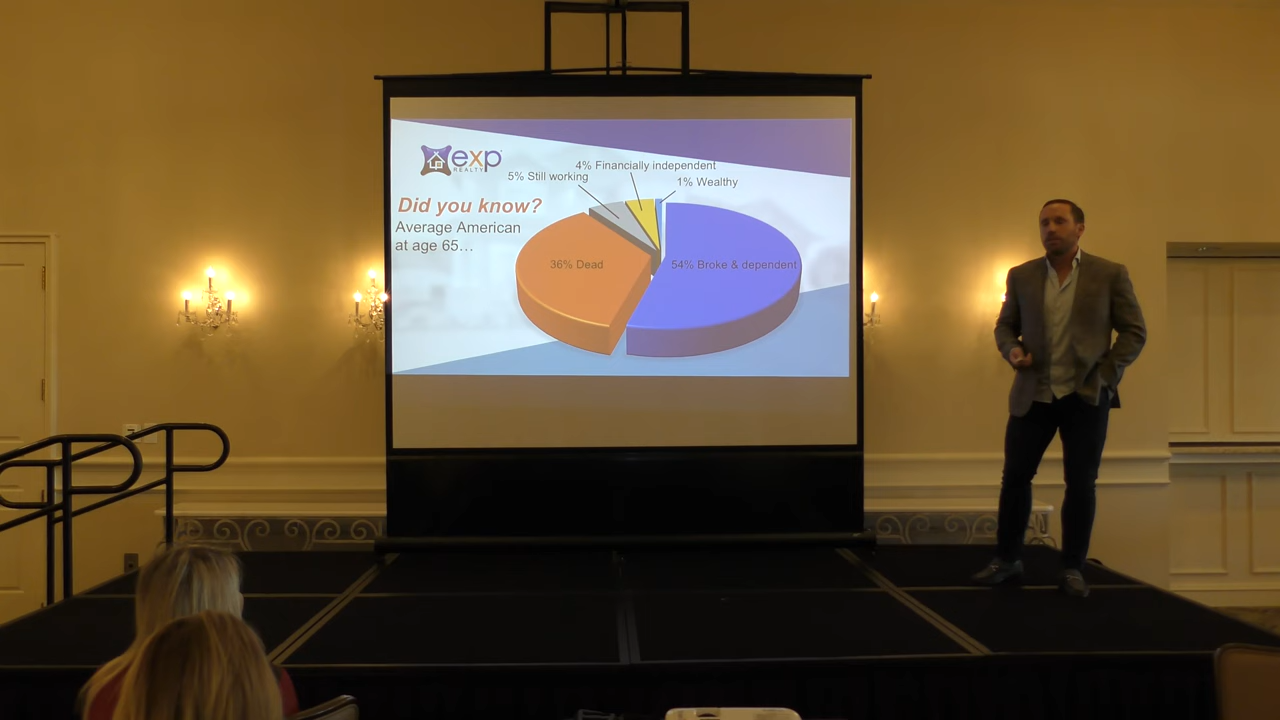 exp
REALTY
4% Financially independent
5% Still working
1% Wealthy
Did you know?
Average American
at age 65…
36% Dead
54% Broke & dependent